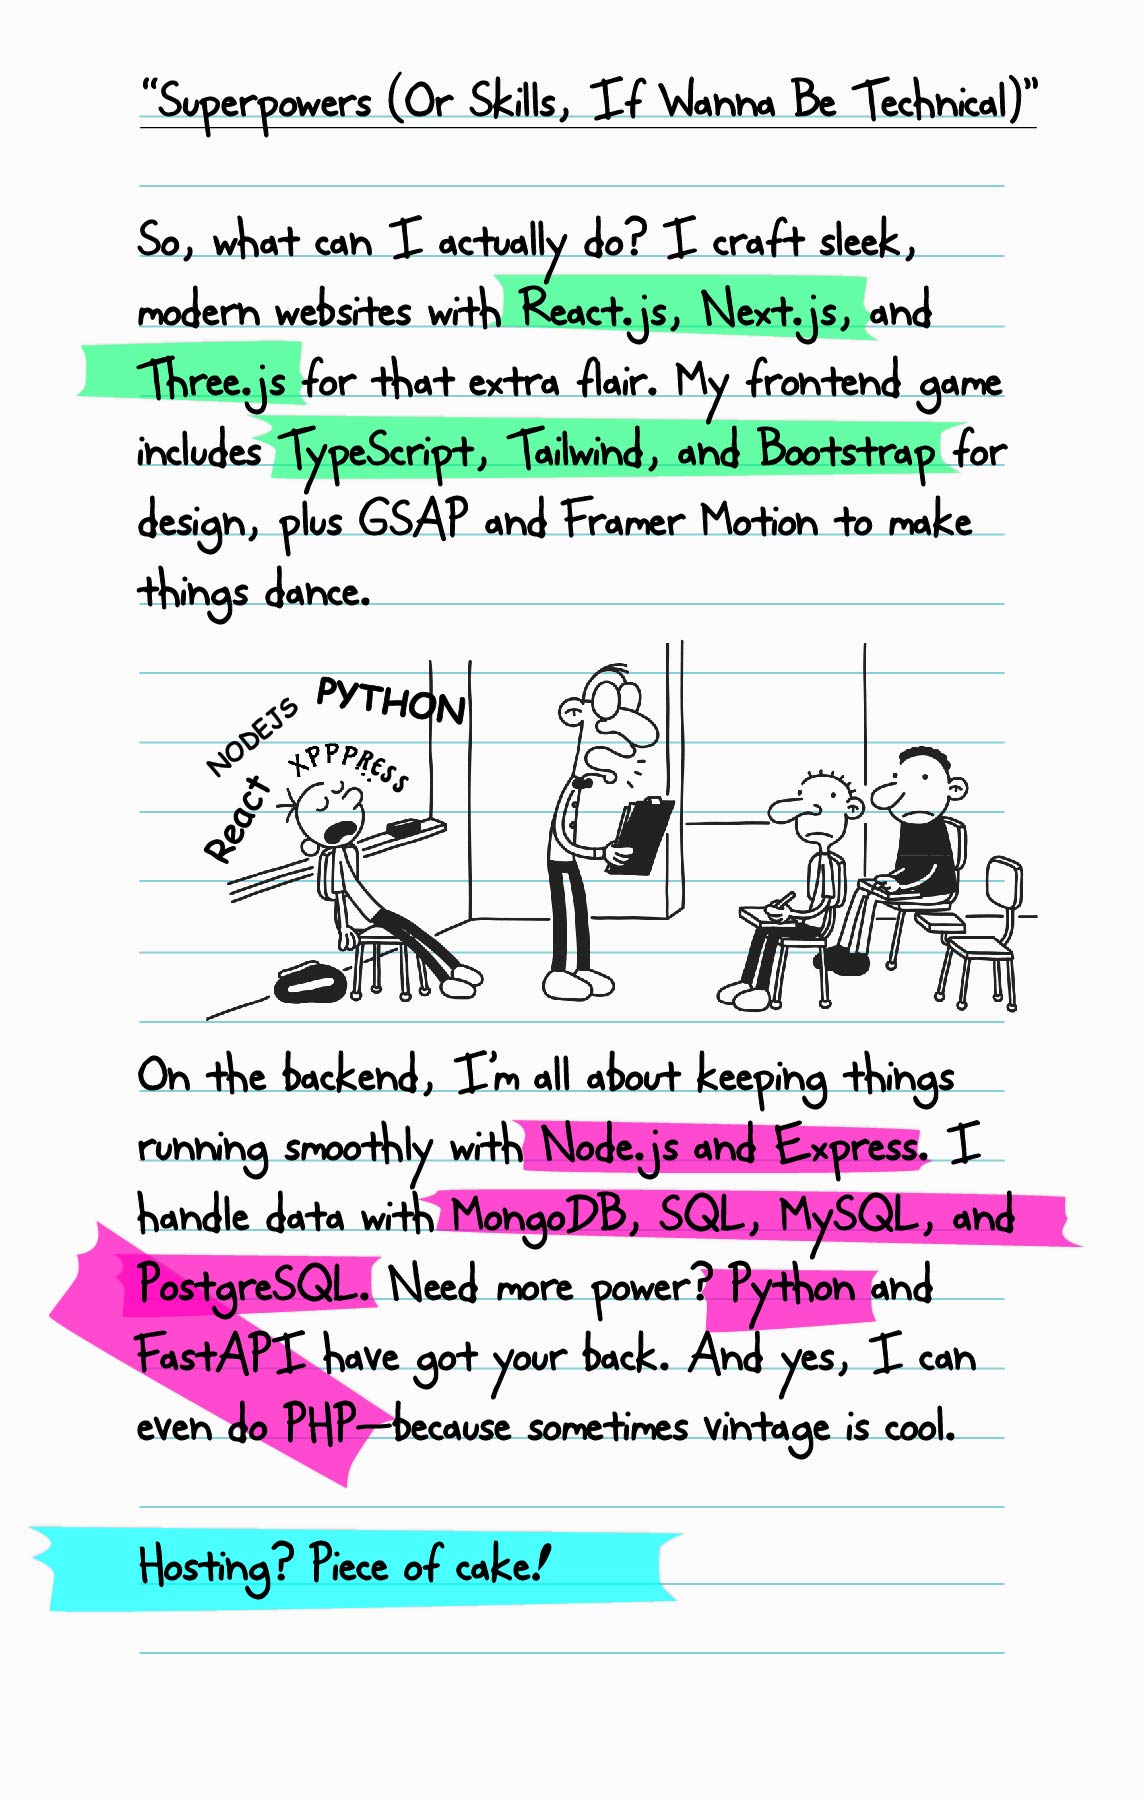 “Superpowers (Or Skills, If Wanna Be Technical)”
So, what can I actually do? I craft sleek,
modern websites with React.js, Next.js, and
Three.js for that extra flair. My frontend game
includes TypeScript, Tailwind, and Bootstrap for
design, plus GSAP and Framer Motion to make
things dance.
PYTHON
NODEJS
XPPPRESS
React
On the backend, I'm all about keeping things
running smoothly with Node.js and Express. I
handle data with MongoDB, SQL, MySQL, and
PostgreSQL. Need more power? Python and
FastAPI have got your back. And yes, I can
even do PHP—because sometimes vintage is cool.
Hosting? Piece of cake!